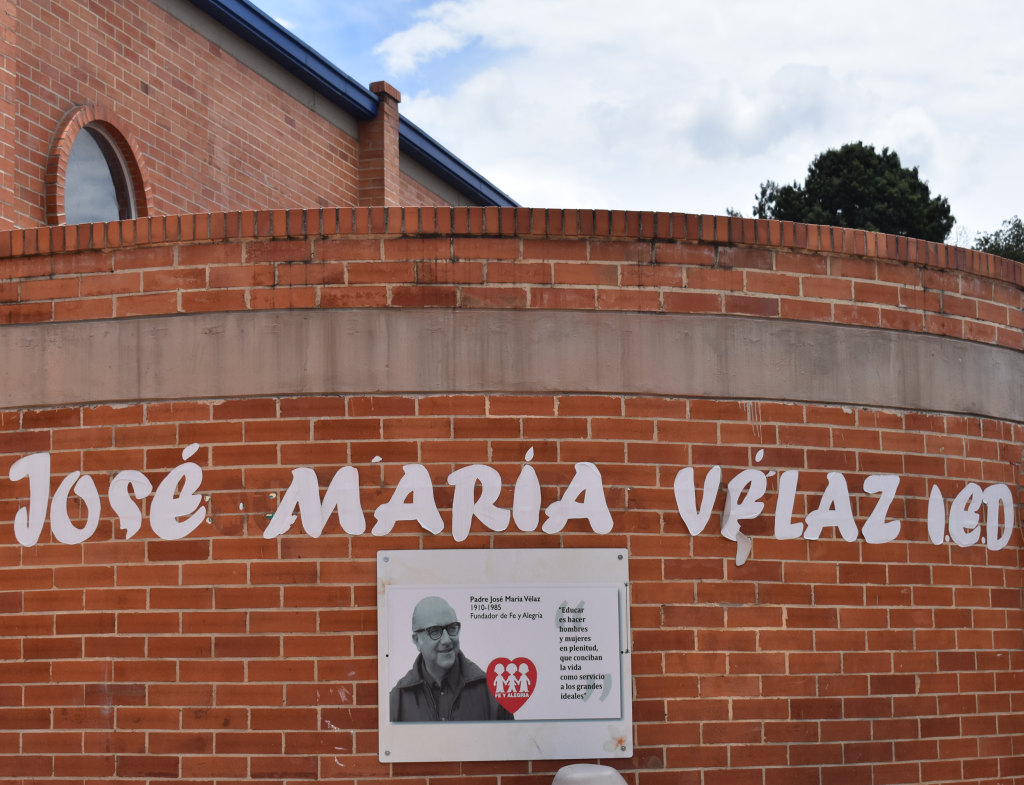 JOSÉ MARÍA VÉLAZ I.E.D
Padre José María Vélaz
1910-1985
Fundador de Fe y Alegría
"Educar
es hacer
hombres
y mujeres
en plenitud,
que conciban
la vida
como servicio
a los grandes
ideales"
FE Y ALEGRIA